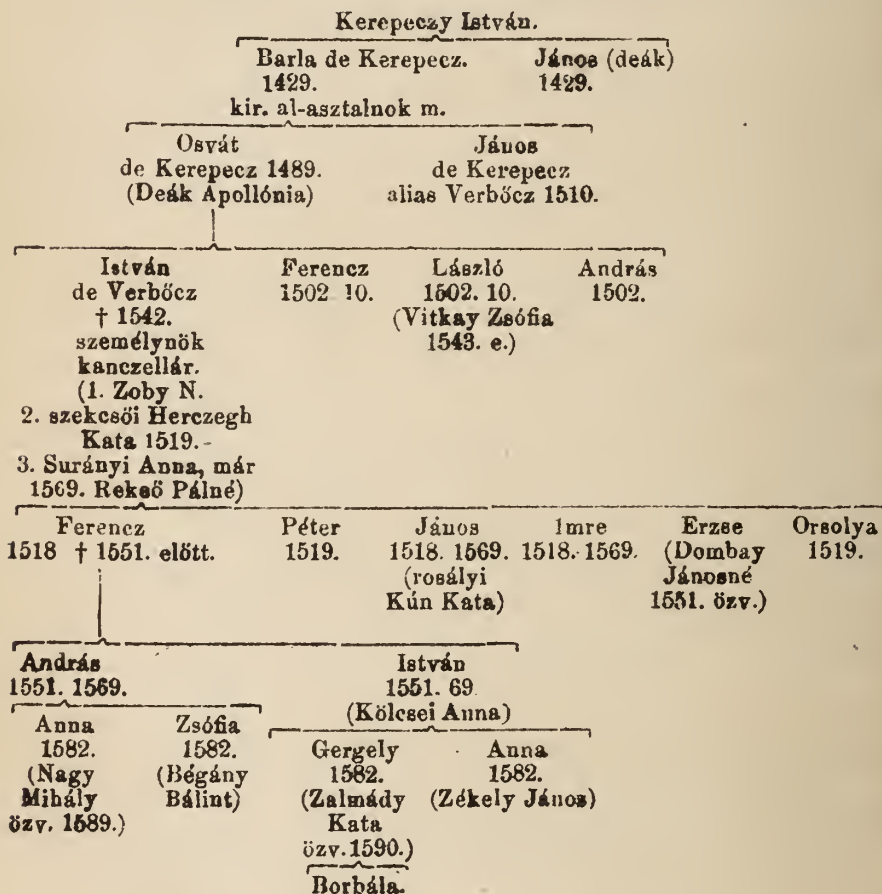 Kerepeczy István.
Barla de Kerepecz. János (deák)
1429. 1429.
kir. al-asztalnok m.
Osvát János
de Kerepecz 1489. de Kerepecz
(Deák Apollónia) alias Verbőcz 1510.
István Ferencz László András
de Verbőcz 1502 10. 1502. 10. 1502.
† 1542. (Vitkay Zsófia
személynök 1543. e.)
kanczellár.
(1. Zoby N.
2. szekcsői Herczegh
Kata 1519.-
3. Surányi Anna, már
1569. Rekső Pálné)
Ferencz Péter János Imre Erzse Orsolya
1518 † 1551. előtt. 1519. 1518. 1569. 1518. 1569. (Dombay 1519.
(rosályi Jánosné
Kún Kata) 1551. özv.)
András István
1551. 1569. 1551. 69
(Kölcsei Anna)
Anna Zsófia
1582. 1582. Gergely Anna
(Nagy (Bégány 1582. 1582.
Mihály Bálint) (Zalmády (Zékely János)
özv. 1589.) Kata
özv. 1590.)
Borbála.